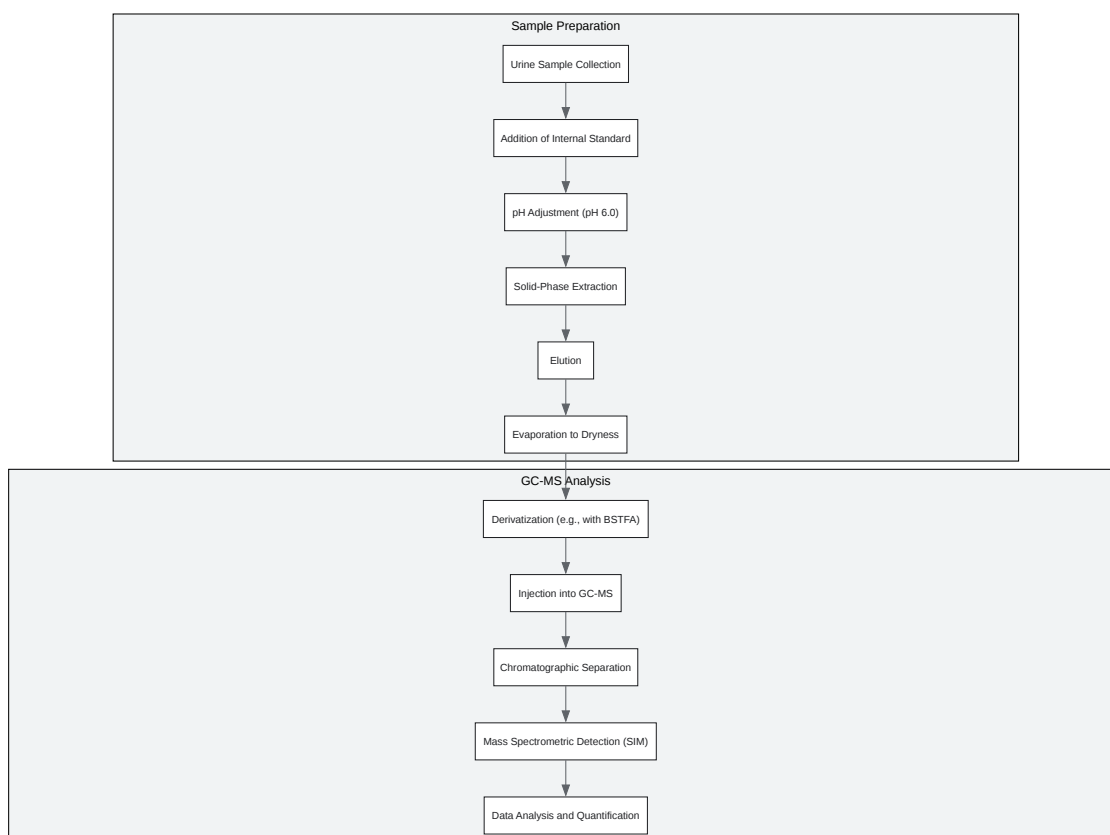 Sample Preparation
Urine Sample Collection
Addition of Internal Standard
pH Adjustment (pH 6.0)
Solid-Phase Extraction
Elution
Evaporation to Dryness
GC-MS Analysis
Derivatization (e.g., with BSTFA)
Injection into GC-MS
Chromatographic Separation
Mass Spectrometric Detection (SIM)
Data Analysis and Quantification